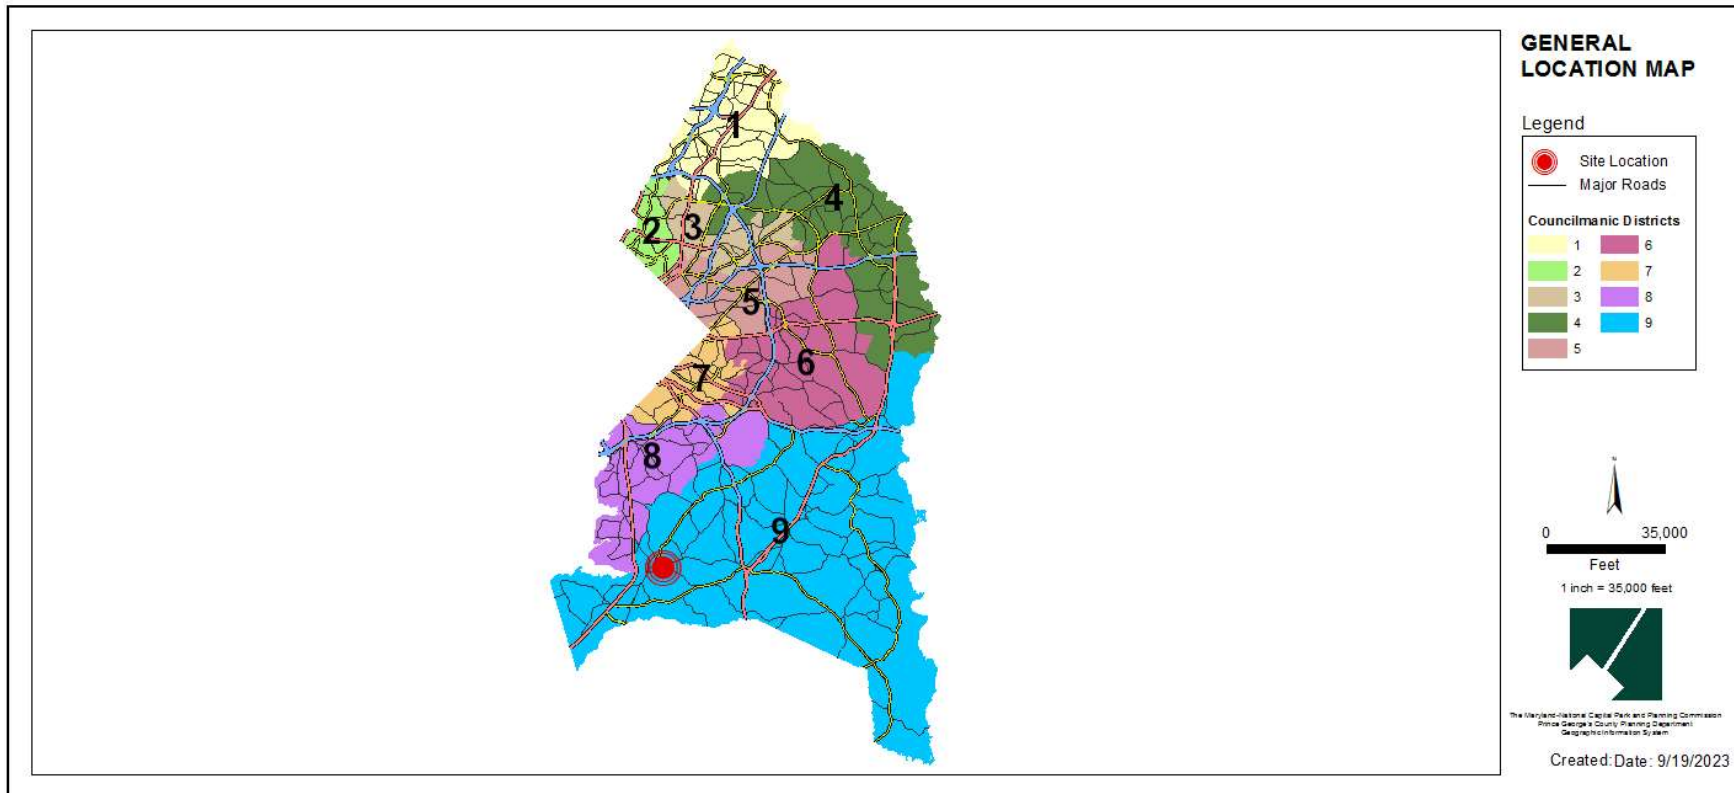 GENERAL
LOCATION MAP
Legend
Site Location
Major Roads
Councilmanic Districts
1 6
2 7
3 8
4 9
5
1
2
3
4
5
6
7
8
9
N
0 35,000
Feet
1 inch = 35,000 feet
The Maryland-National Capital Park and Planning Commission
Prince George's County Planning Department
Geographic Information System
Created: Date: 9/19/2023